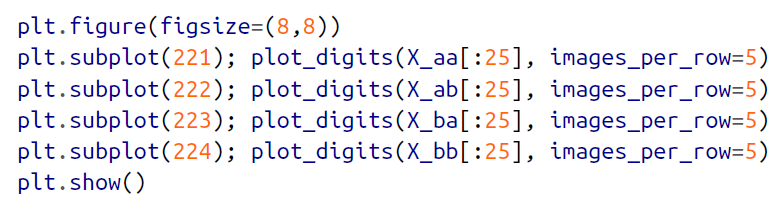 plt.figure(figsize=(8,8))
plt.subplot(221); plot_digits(X_aa[:25], images_per_row=5)
plt.subplot(222); plot_digits(X_ab[:25], images_per_row=5)
plt.subplot(223); plot_digits(X_ba[:25], images_per_row=5)
plt.subplot(224); plot_digits(X_bb[:25], images_per_row=5)
plt.show()